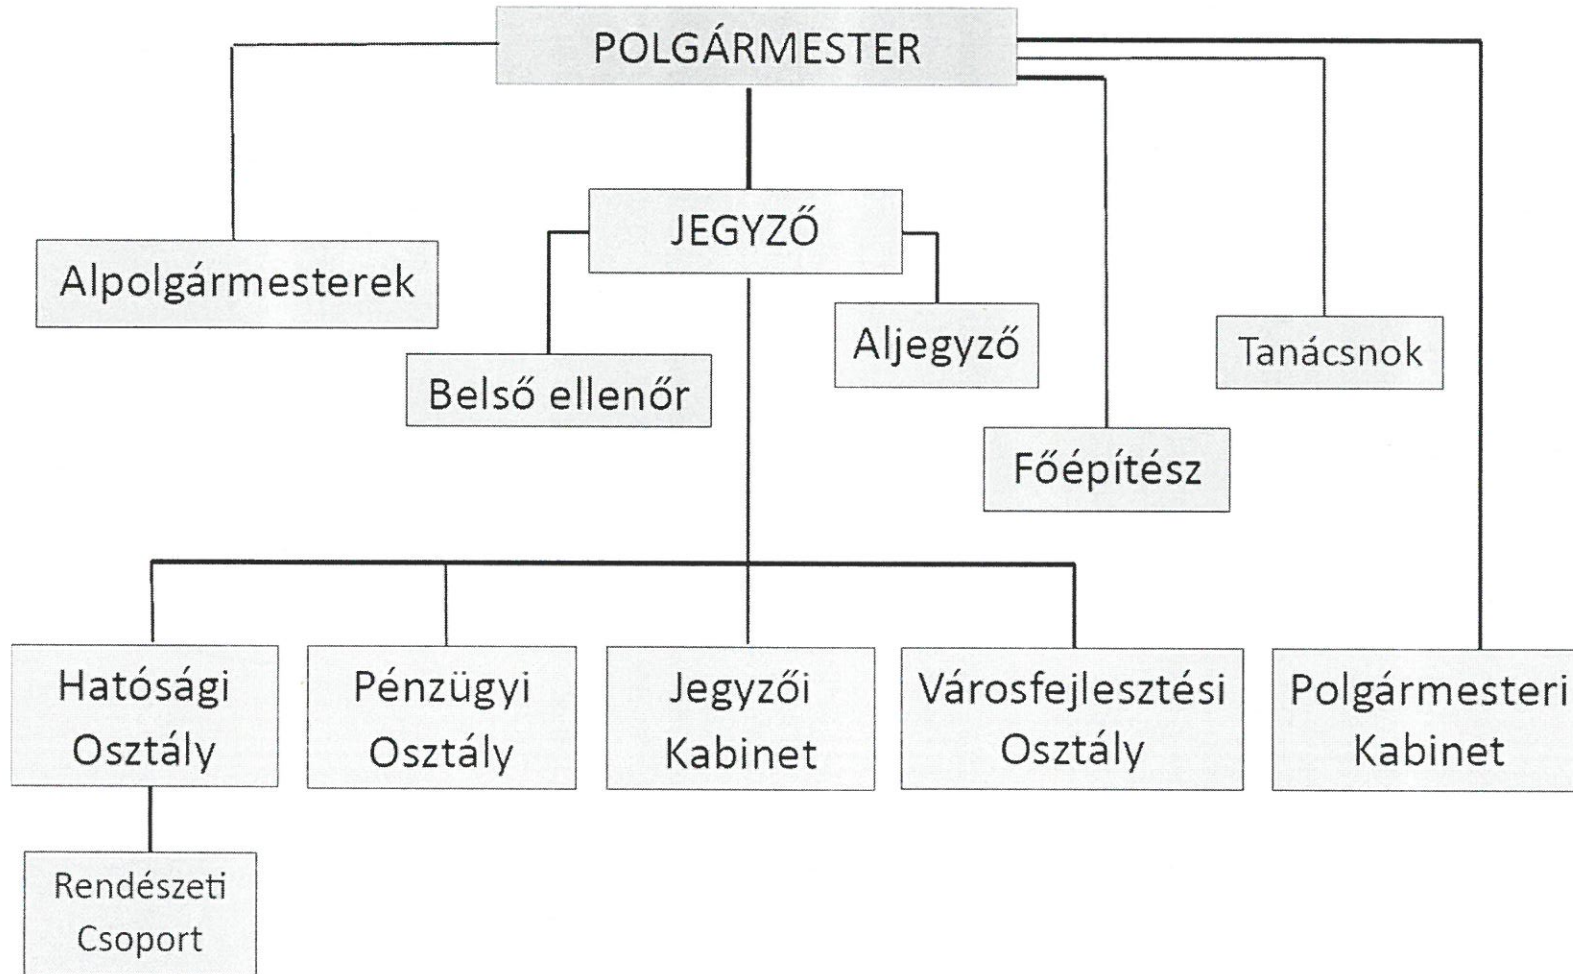 POLGÁRMESTER
JEGYZŐ
Alpolgármesterek
Aljegyző
Tanácsnok
Belső ellenőr
Főépítész
Hatósági
Osztály
Pénzügyi
Osztály
Jegyzői
Kabinet
Városfejlesztési
Osztály
Polgármesteri
Kabinet
Rendészeti
Csoport